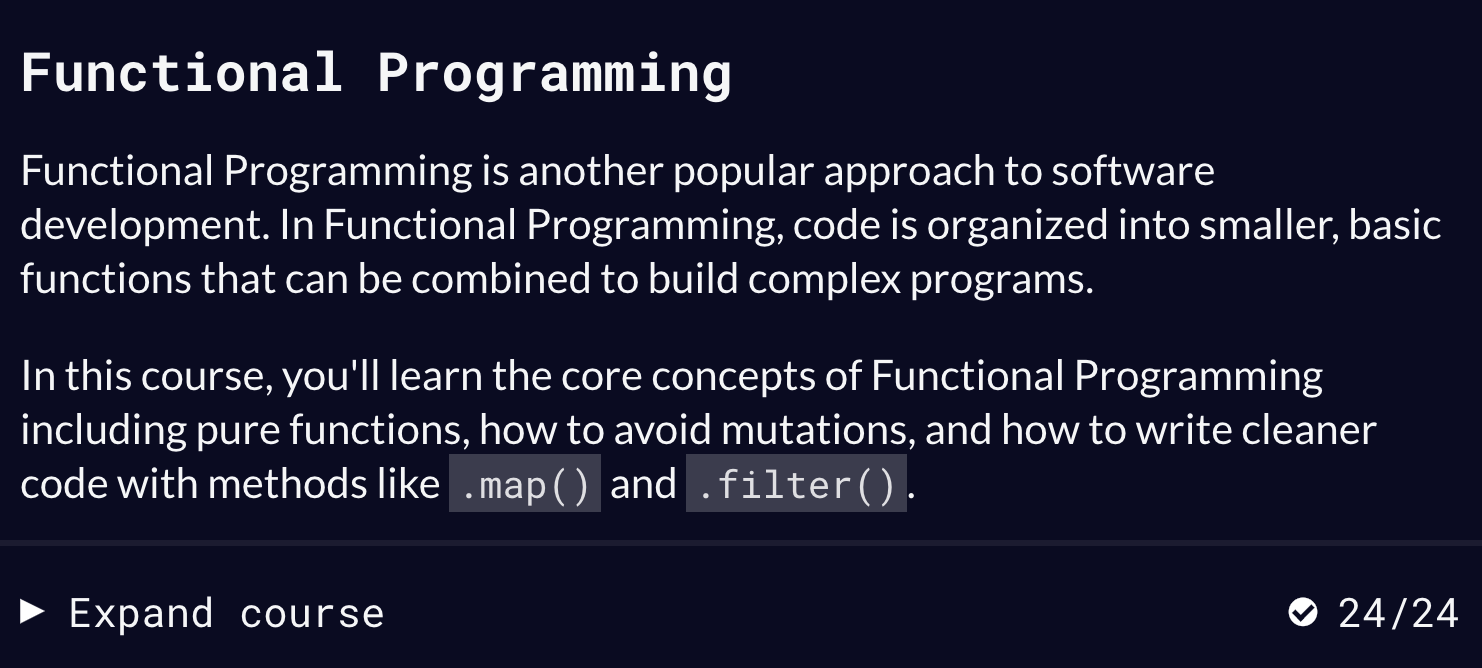 Functional Programming
Functional Programming is another popular approach to software
development. In Functional Programming, code is organized into smaller, basic
functions that can be combined to build complex programs.
In this course, you'll learn the core concepts of Functional Programming
including pure functions, how to avoid mutations, and how to write cleaner
code with methods like .map() and .filter().
Expand course
24/24